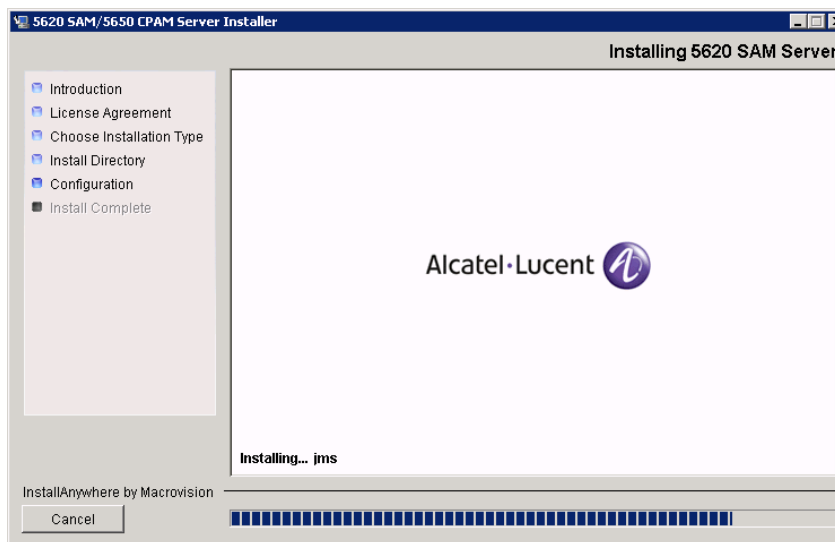 5620 SAM/5650 CPAM Server Installer
Installing 5620 SAM Server
Introduction
License Agreement
Choose Installation Type
Install Directory
Configuration
Install Complete
Alcatel·Lucent
Installing... jms
InstallAnywhere by Macrovision
Cancel